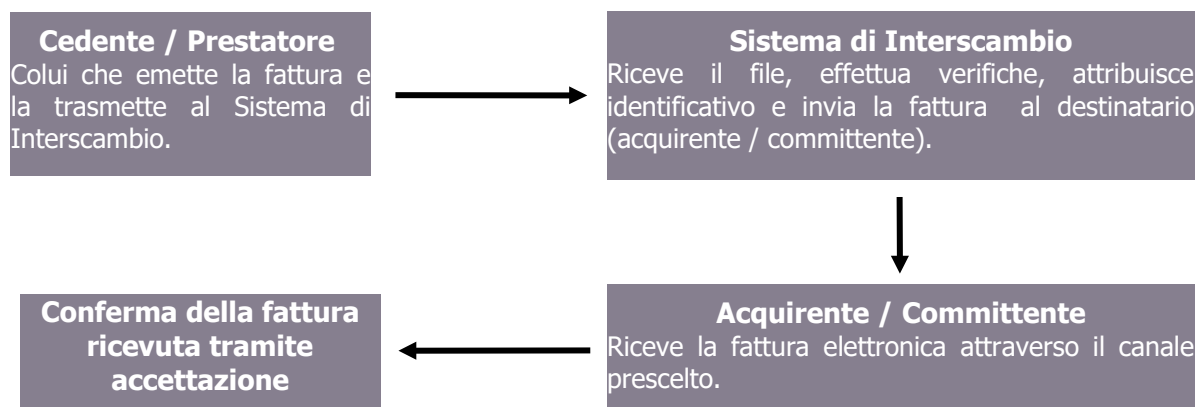 Cedente / Prestatore
Colui che emette la fattura e
la trasmette al Sistema di
Interscambio.
Sistema di Interscambio
Riceve il file, effettua verifiche, attribuisce
identificativo e invia la fattura al destinatario
(acquirente / committente).
Acquirente / Committente
Riceve la fattura elettronica attraverso il canale
prescelto.
Conferma della fattura
ricevuta tramite
accettazione